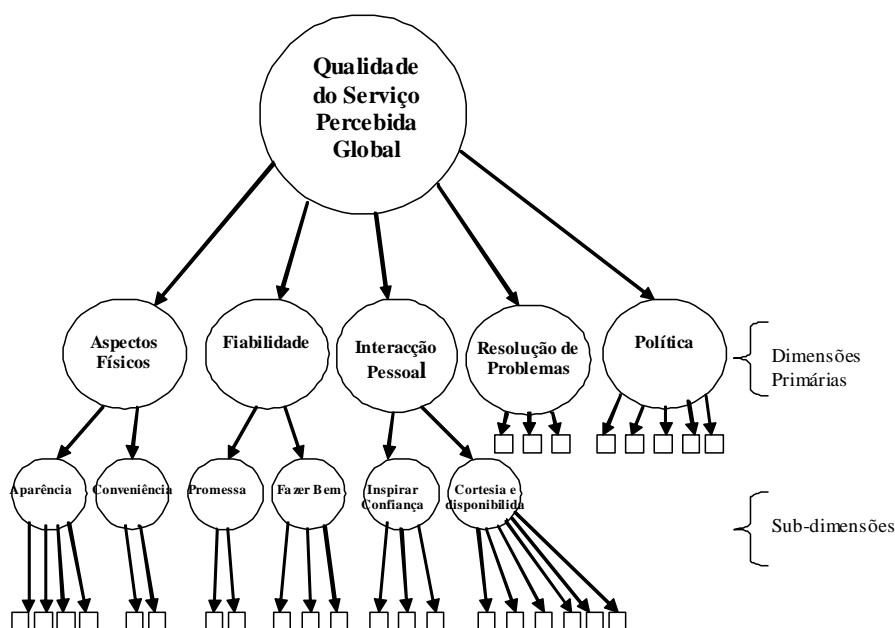 Qualidade
do Serviço
Percebida
Global
Aspectos
Físicos
Fiabilidade
Interacção
Pessoal
Resolução de
Problemas
Política
Dimensões
Primárias
Aparência
Conveniência
Promessa
Fazer Bem
Inspirar
Confiança
Cortesia e
disponibilida
Sub-dimensões